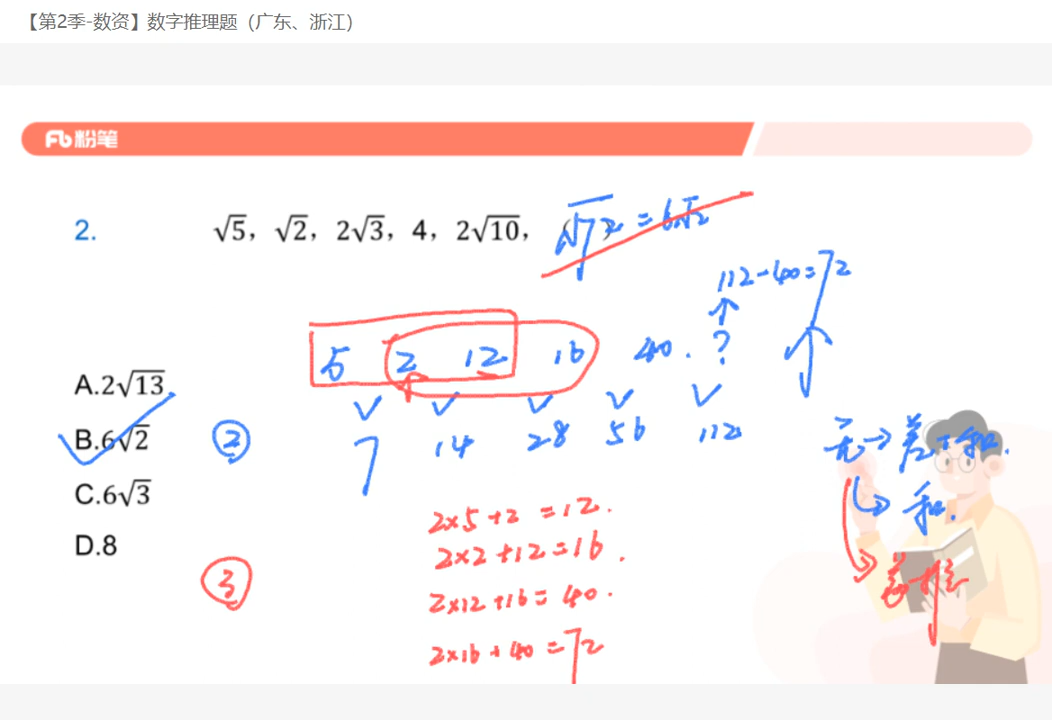 【第2季-数资】数字推理题（广东、浙江）
粉笔
2. √5，√2，2√3，4，2√10，（√72）=6√2
112-40=72
5 2 12 16 40. ?
A.2√13
7 14 28 56 112
B.6√2 ②
无→差、和.
→和.
C.6√3
2×5+2=12.
D.8
2×2+12=16.
③
2×12+16=40.
2×16+40=72